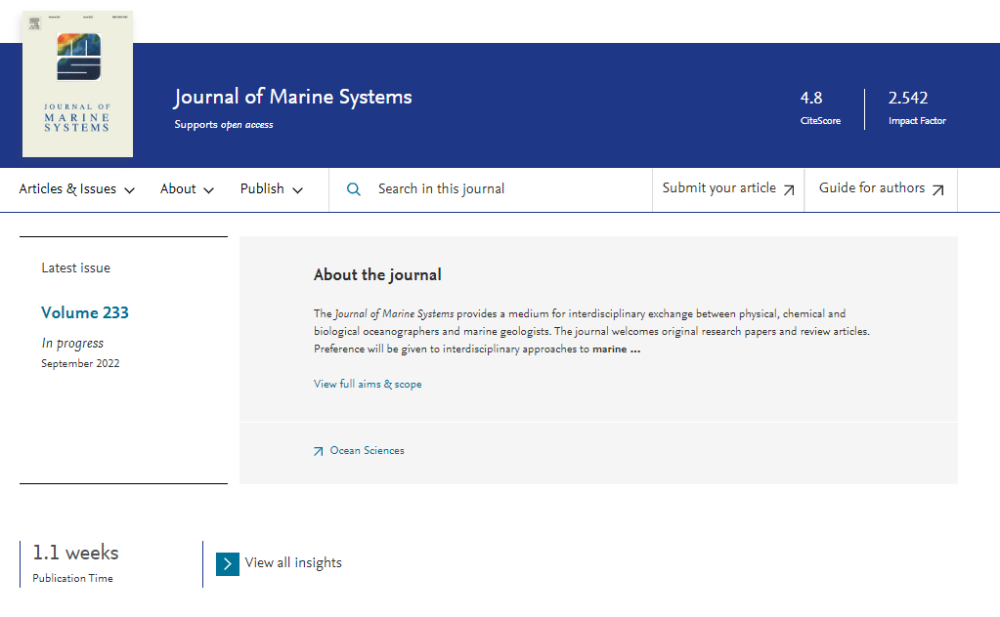 JOURNAL OF
MARINE
SYSTEMS
Journal of Marine Systems
Supports open access
4.8
CiteScore
2.542
Impact Factor
Articles & Issues
About
Publish
Search in this journal
Submit your article
Guide for authors
Latest issue
Volume 233
In progress
September 2022
About the journal
The Journal of Marine Systems provides a medium for interdisciplinary exchange between physical, chemical and
biological oceanographers and marine geologists. The journal welcomes original research papers and review articles.
Preference will be given to interdisciplinary approaches to marine ...
View full aims & scope
Ocean Sciences
1.1 weeks
Publication Time
View all insights